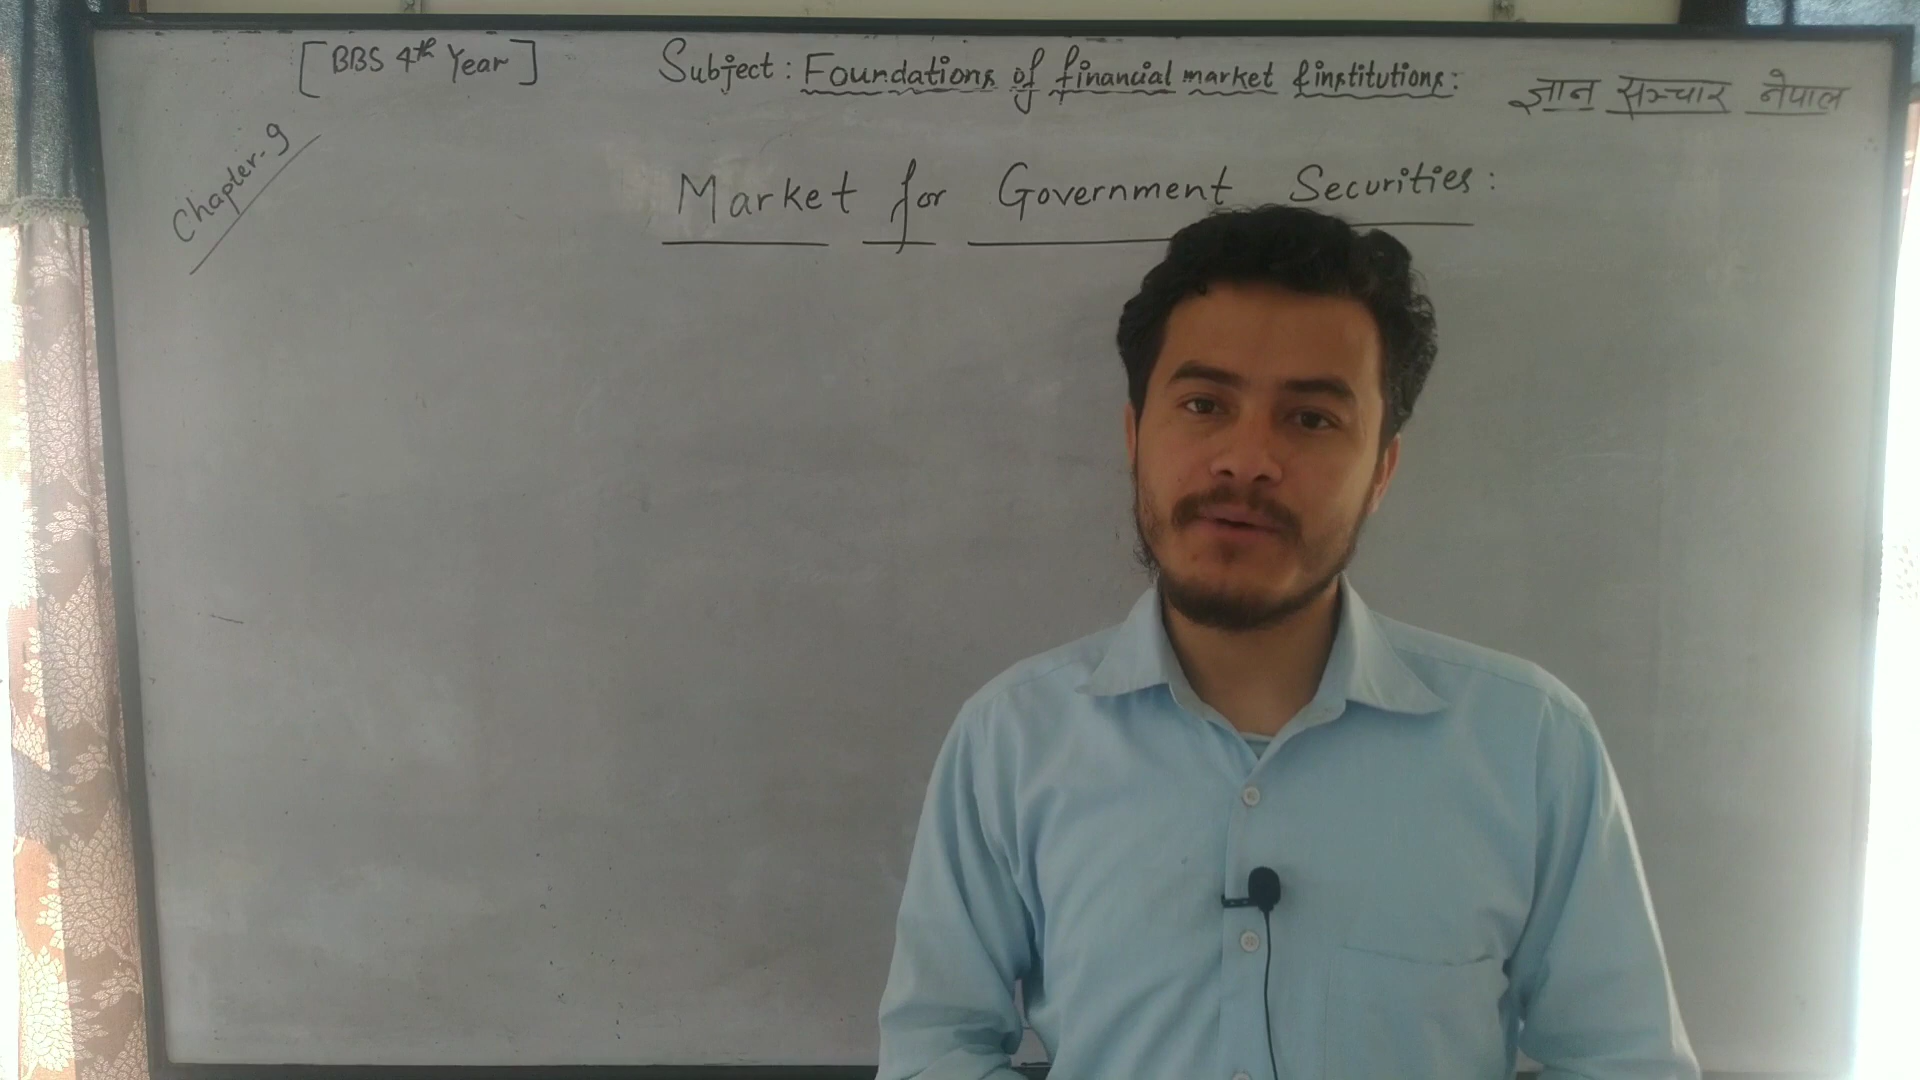 [BBS 4th Year]
Subject: Foundations of financial market & institutions:
ज्ञान सञ्चार नेपाल
Chapter-9
Market for Government Securities: